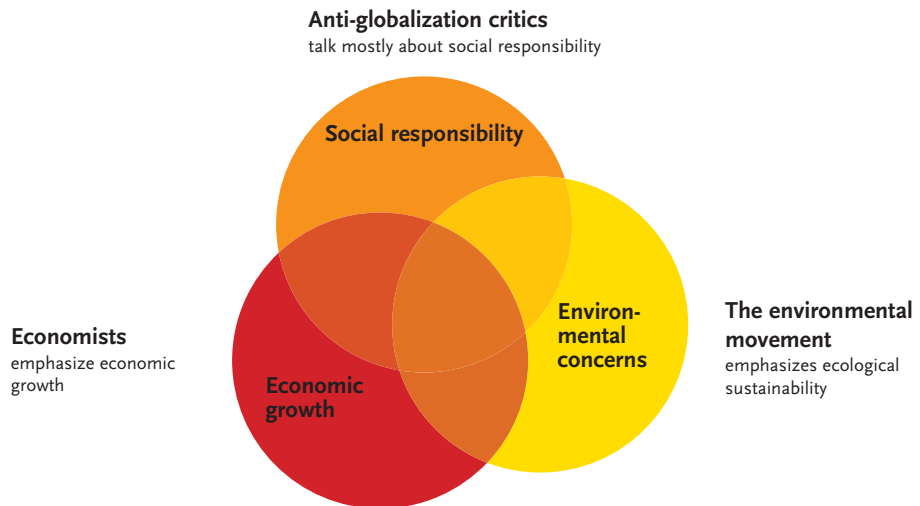 Anti-globalization critics
talk mostly about social responsibility
Social responsibility
Economists
emphasize economic
growth
Economic
growth
Environ-
mental
concerns
The environmental
movement
emphasizes ecological
sustainability